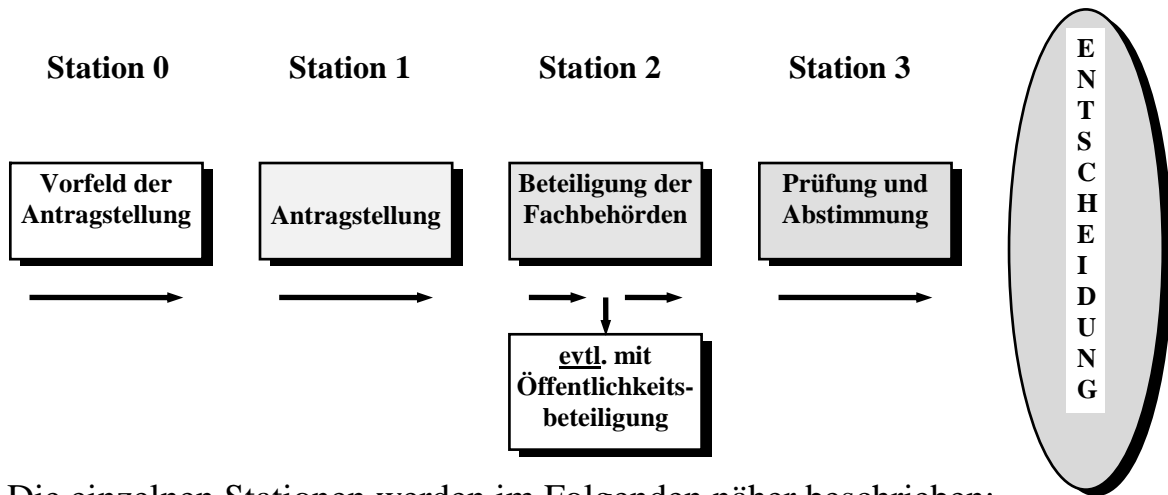 Station 0
Station 1
Station 2
Station 3
Vorfeld der
Antragstellung
Antragstellung
Beteiligung der
Fachbehörden
Prüfung und
Abstimmung
evtl. mit
Öffentlichkeits-
beteiligung
E
N
T
S
C
H
E
I
D
U
N
G
Die einzelnen Stationen werden im Folgenden näher beschrieben: